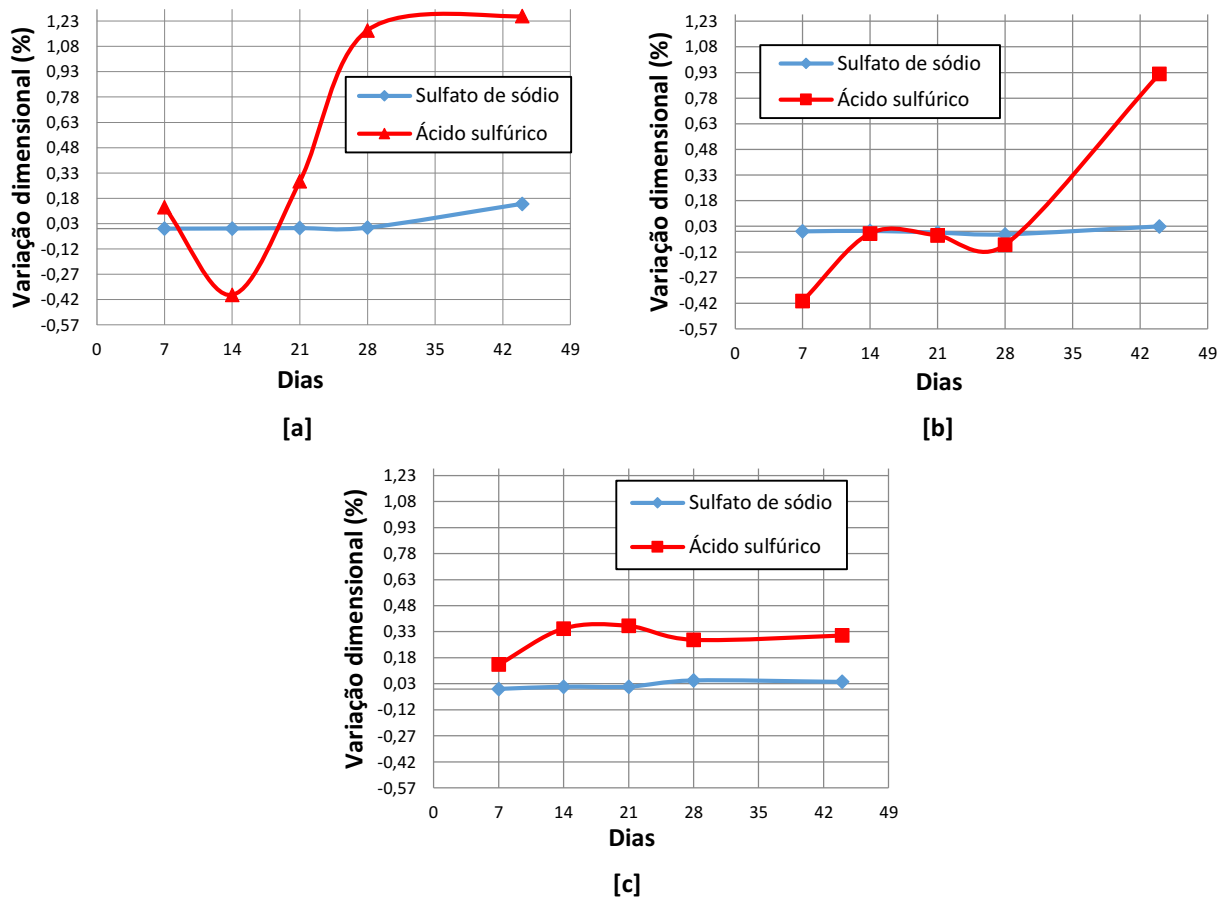 Variação dimensional (%)
1,23
1,08
0,93
0,78
0,63
0,48
0,33
0,18
0,03
-0,12
-0,27
-0,42
-0,57
Sulfato de sódio
Ácido sulfúrico
0 7 14 21 28 35 42 49
Dias
[a]
Variação dimensional (%)
1,23
1,08
0,93
0,78
0,63
0,48
0,33
0,18
0,03
-0,12
-0,27
-0,42
-0,57
Sulfato de sódio
Ácido sulfúrico
0 7 14 21 28 35 42 49
Dias
[b]
Variação dimensional (%)
1,23
1,08
0,93
0,78
0,63
0,48
0,33
0,18
0,03
-0,12
-0,27
-0,42
-0,57
Sulfato de sódio
Ácido sulfúrico
0 7 14 21 28 35 42 49
Dias
[c]